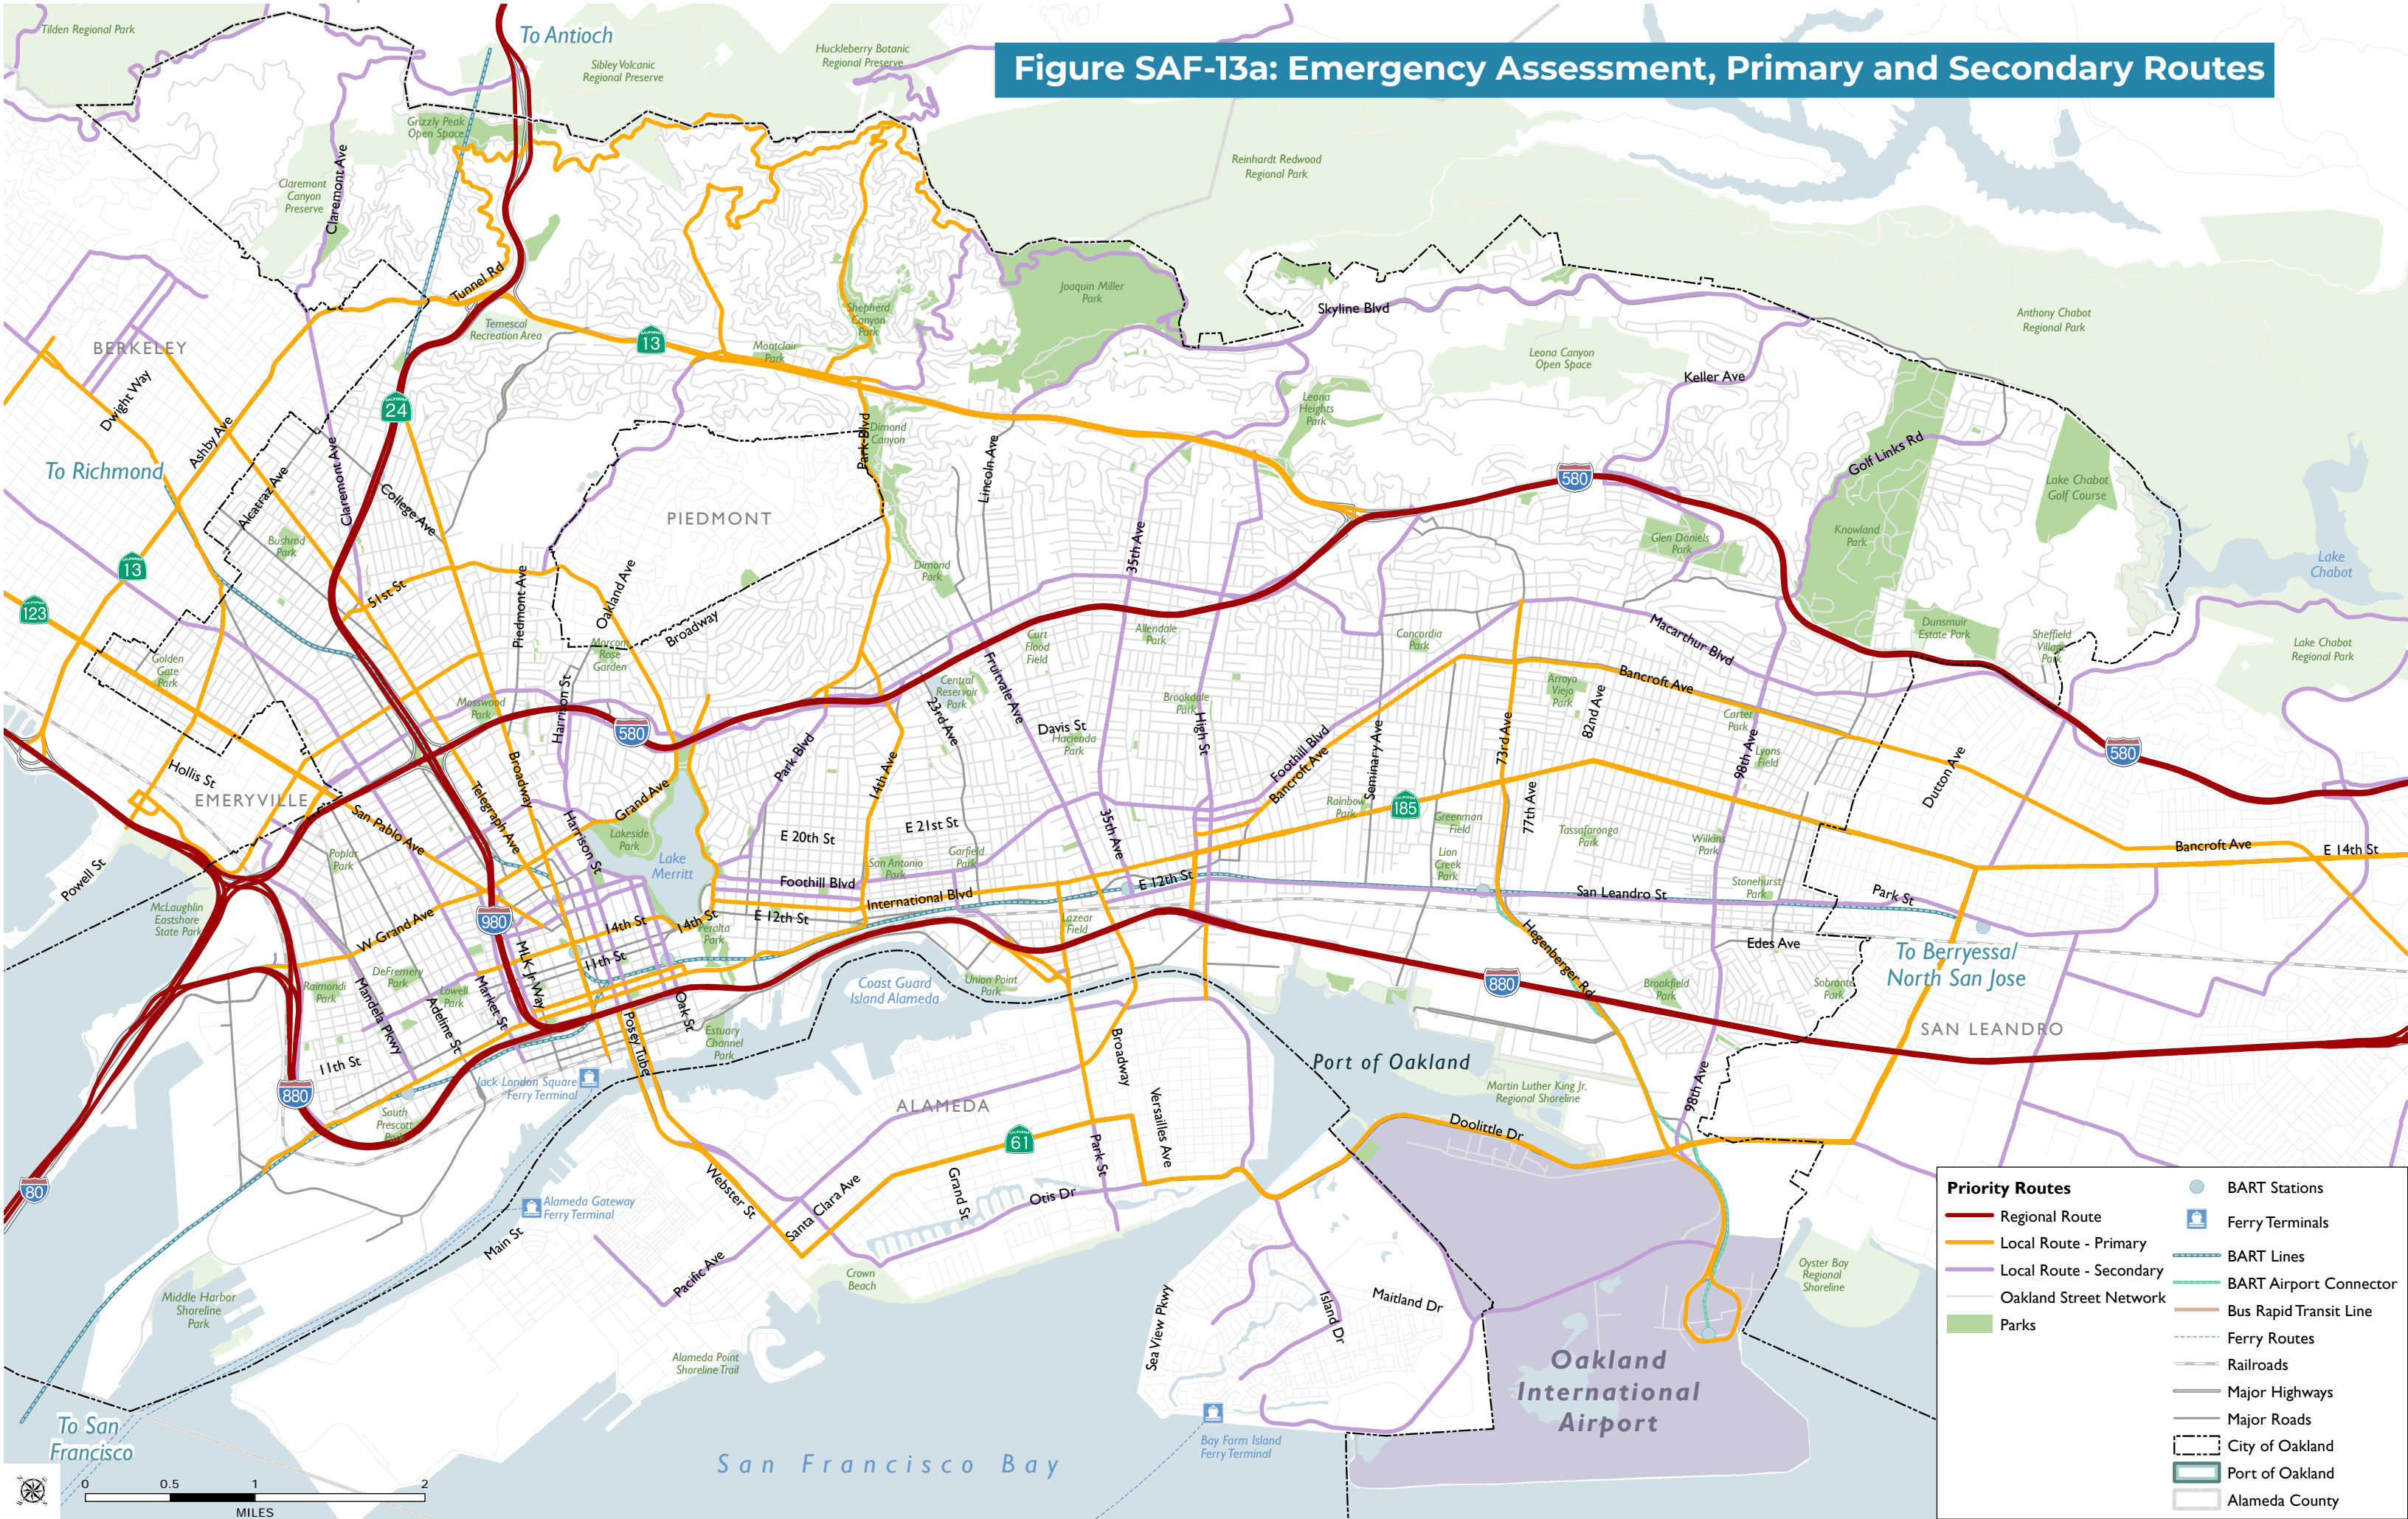 Figure SAF-13a: Emergency Assessment, Primary and Secondary Routes
Tilden Regional Park
To Antioch
Sibley Volcanic
Regional Preserve
Huckleberry Botanic
Regional Preserve
Grizzly Peak
Open Space
Claremont
Canyon
Preserve
Claremont Ave
Reinhardt Redwood
Regional Park
Tunnel Rd
Temescal
Recreation Area
CALIFORNIA
13
Montclair
Park
Shepherd
Canyon
Park
Joaquin Miller
Park
Skyline Blvd
Anthony Chabot
Regional Park
BERKELEY
Dwight Way
Ashby Ave
CALIFORNIA
24
Leona Canyon
Open Space
Keller Ave
Leona
Heights
Park
To Richmond
Alcatraz Ave
Claremont Ave
College Ave
Park Blvd
Dimond
Canyon
Lincoln Ave
580
Golf Links Rd
Lake Chabot
Golf Course
PIEDMONT
Bushrod
Park
35th Ave
Glen Daniels
Park
Knowland
Park
Lake
Chabot
CALIFORNIA
13
CALIFORNIA
123
51st St
Piedmont Ave
Oakland Ave
Broadway
Dimond
Park
Morcom
Rose
Garden
Curt
Flood
Field
Allendale
Park
Concordia
Park
Macarthur Blvd
Dunsmuir
Estate Park
Sheffield
Village
Park
Lake Chabot
Regional Park
Golden
Gate
Park
Mosswood
Park
Harrison St
580
Central
Reservoir
Park
23rd Ave
Fruitvale Ave
Davis St
Hacienda
Park
Brookdale
Park
High St
Arroyo
Viejo
Park
82nd Ave
Bancroft Ave
Carter
Park
Lyons
Field
98th Ave
580
Hollis St
EMERYVILLE
San Pablo Ave
Telegraph Ave
Broadway
Harrison St
Grand Ave
Lakeside
Park
Lake
Merritt
Park Blvd
14th Ave
E 20th St
E 21st St
Foothill Blvd
Bancroft Ave
Seminary Ave
73rd Ave
77th Ave
Rainbow
Park
CALIFORNIA
185
Greenman
Field
Tassafaronga
Park
Wilkins
Park
Dutton Ave
Bancroft Ave
E 14th St
Powell St
Poplar
Park
San Antonio
Park
Garfield
Park
35th Ave
Foothill Blvd
International Blvd
E 12th St
E 12th St
Lion
Creek
Park
San Leandro St
Stonehurst
Park
Park St
McLaughlin
Eastshore
State Park
980
W Grand Ave
14th St
14th St
11th St
Peralta
Park
Lazear
Field
Hegenberger Rd
Edes Ave
To Berryessa/
North San Jose
DeFremery
Park
Raimondi
Park
Mandela Pkwy
Lowell
Park
Adeline St
Market St
MLK Jr Way
Oak St
Posey Tube
Estuary
Channel
Park
Coast Guard
Island Alameda
Union Point
Park
880
Brookfield
Park
Sobrante
Park
SAN LEANDRO
11th St
880
South
Prescott
Park
Jack London Square
Ferry Terminal
ALAMEDA
Broadway
Versailles Ave
Port of Oakland
Martin Luther King Jr.
Regional Shoreline
98th Ave
Doolittle Dr
CALIFORNIA
61
Park St
80
Alameda Gateway
Ferry Terminal
Main St
Webster St
Santa Clara Ave
Grand St
Otis Dr
Pacific Ave
Crown
Beach
Middle Harbor
Shoreline
Park
Alameda Point
Shoreline Trail
Sea View Pkwy
Island Dr
Maitland Dr
Bay Farm Island
Ferry Terminal
Oyster Bay
Regional
Shoreline
Oakland
International
Airport
To San
Francisco
San Francisco Bay
0 0.5 1 2
MILES
Priority Routes
Regional Route
Local Route - Primary
Local Route - Secondary
Oakland Street Network
Parks
BART Stations
Ferry Terminals
BART Lines
BART Airport Connector
Bus Rapid Transit Line
Ferry Routes
Railroads
Major Highways
Major Roads
City of Oakland
Port of Oakland
Alameda County